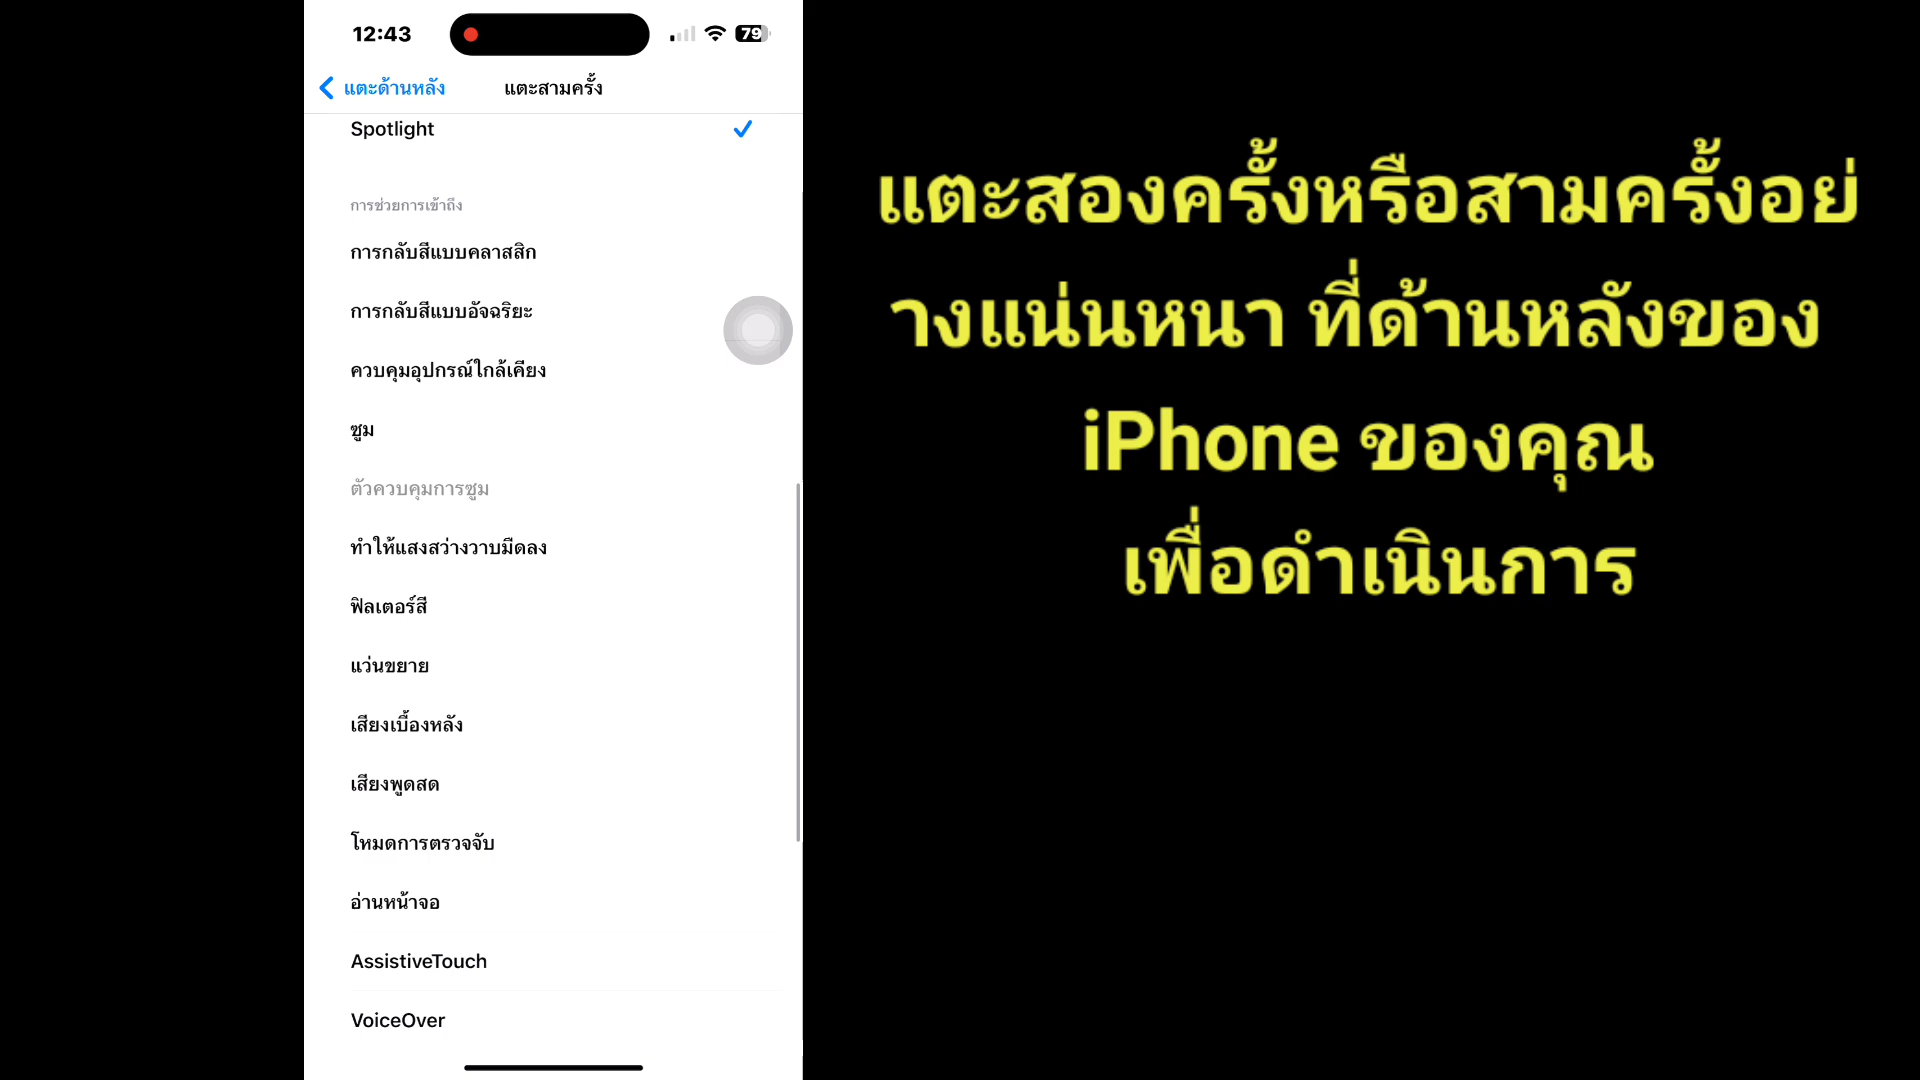 12:43
79
แตะด้านหลัง
แตะสามครั้ง
Spotlight
การช่วยการเข้าถึง
การกลับสีแบบคลาสสิก
การกลับสีแบบอัจฉริยะ
ควบคุมอุปกรณ์ใกล้เคียง
ซูม
ตัวควบคุมการซูม
ทำให้แสงสว่างวาบมืดลง
ฟิลเตอร์สี
แว่นขยาย
เสียงเบื้องหลัง
เสียงพูดสด
โหมดการตรวจจับ
อ่านหน้าจอ
AssistiveTouch
VoiceOver
แตะสองครั้งหรือสามครั้งอย่
างแน่นหนา ที่ด้านหลังของ
iPhone ของคุณ
เพื่อดำเนินการ